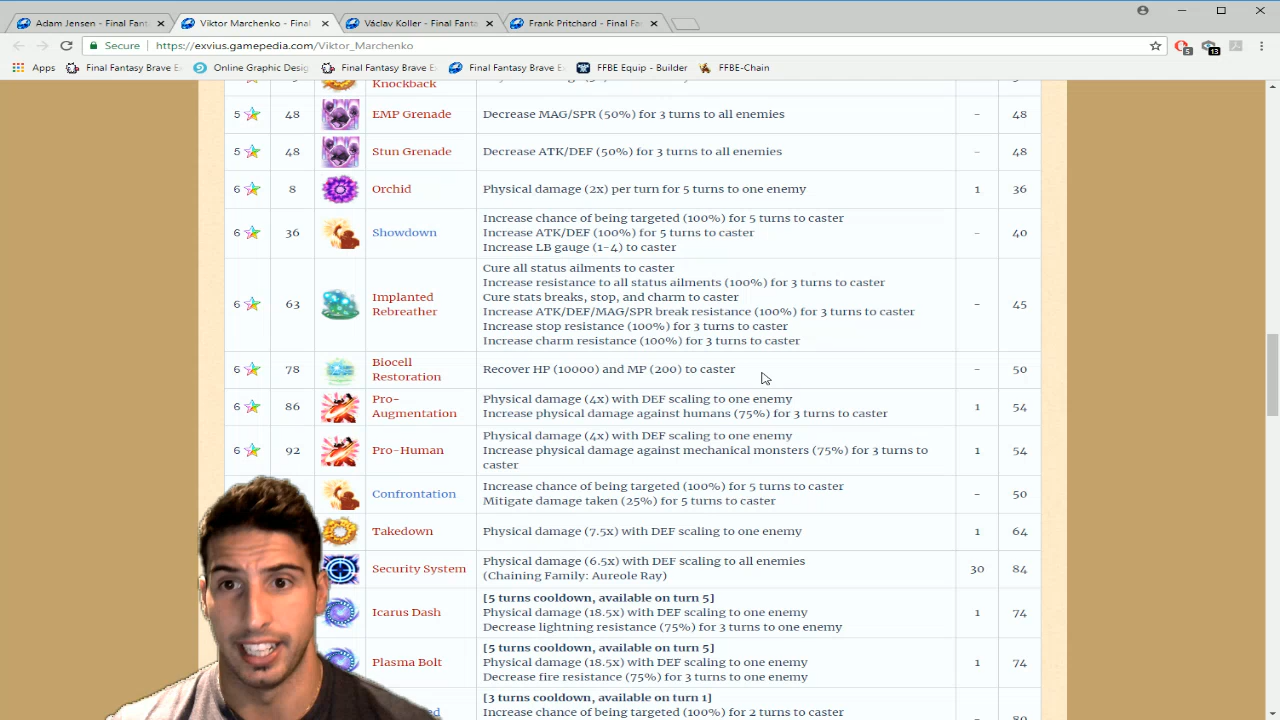 Adam Jensen - Final Fant
Viktor Marchenko - Final
Václav Koller - Final Fanta
Frank Pritchard - Final Fa
Secure
https://exvius.gamepedia.com/Viktor_Marchenko
5
13
Apps
Final Fantasy Brave E
Online Graphic Desig
Final Fantasy Brave Ex
Final Fantasy Brave Ex
FFBE Equip - Builder
FFBE-Chain
Knockback
5 48 EMP Grenade Decrease MAG/SPR (50%) for 3 turns to all enemies - 48
5 48 Stun Grenade Decrease ATK/DEF (50%) for 3 turns to all enemies - 48
6 8 Orchid Physical damage (2x) per turn for 5 turns to one enemy 1 36
Increase chance of being targeted (100%) for 5 turns to caster
6 36 Showdown Increase ATK/DEF (100%) for 5 turns to caster - 40
Increase LB gauge (1-4) to caster
Cure all status ailments to caster
Increase resistance to all status ailments (100%) for 3 turns to caster
Implanted Cure stats breaks, stop, and charm to caster
6 63 - 45
Rebreather Increase ATK/DEF/MAG/SPR break resistance (100%) for 3 turns to caster
Increase stop resistance (100%) for 3 turns to caster
Increase charm resistance (100%) for 3 turns to caster
Biocell
6 78 Recover HP (10000) and MP (200) to caster - 50
Restoration
Pro- Physical damage (4x) with DEF scaling to one enemy
6 86 1 54
Augmentation Increase physical damage against humans (75%) for 3 turns to caster
Physical damage (4x) with DEF scaling to one enemy
6 92 Pro-Human Increase physical damage against mechanical monsters (75%) for 3 turns to 1 54
caster
Increase chance of being targeted (100%) for 5 turns to caster
Confrontation - 50
Mitigate damage taken (25%) for 5 turns to caster
Takedown Physical damage (7.5x) with DEF scaling to one enemy 1 64
Physical damage (6.5x) with DEF scaling to all enemies
Security System 30 84
(Chaining Family: Aureole Ray)
[5 turns cooldown, available on turn 5]
Icarus Dash Physical damage (18.5x) with DEF scaling to one enemy 1 74
Decrease lightning resistance (75%) for 3 turns to one enemy
[5 turns cooldown, available on turn 5]
Plasma Bolt Physical damage (18.5x) with DEF scaling to one enemy 1 74
Decrease fire resistance (75%) for 3 turns to one enemy
[3 turns cooldown, available on turn 1]
Increase chance of being targeted (100%) for 2 turns to caster